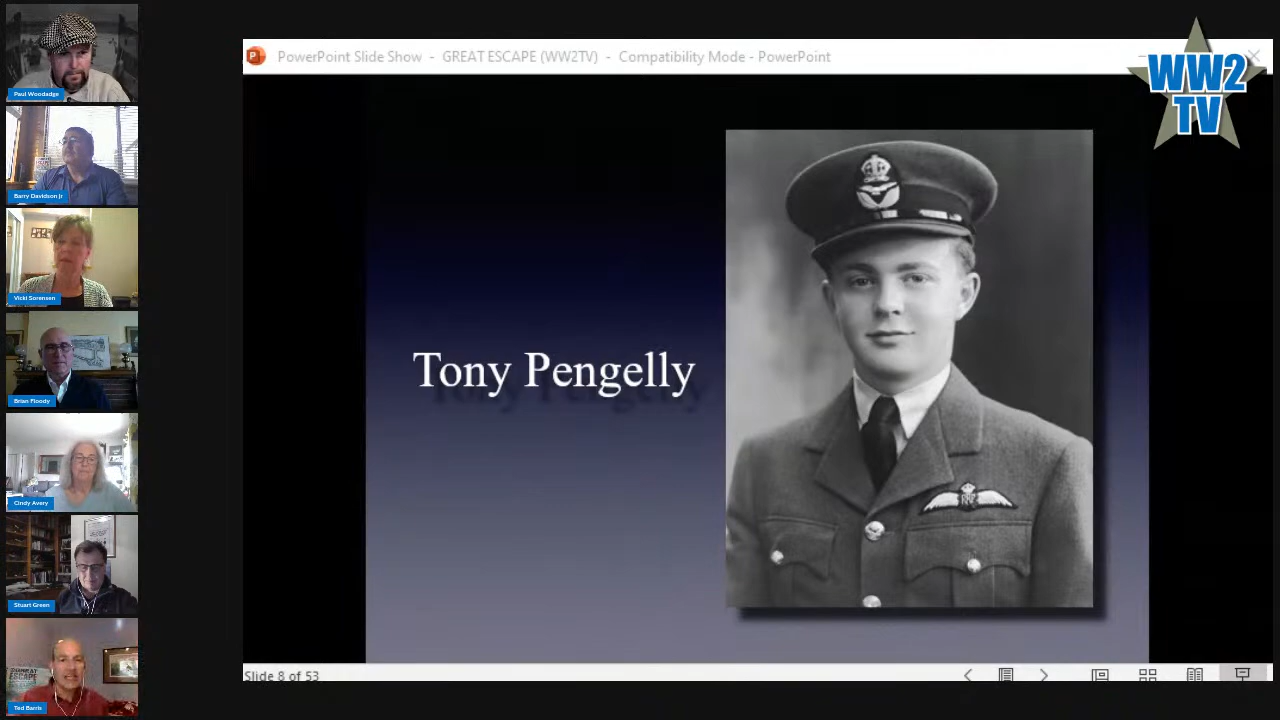 PowerPoint Slide Show - GREAT ESCAPE (WW2TV) - Compatibility Mode - PowerPoint
WW2
TV
Paul Woodadge
Barry Davidson Jr
Vicki Sorensen
Brian Floody
Cindy Avery
Stuart Green
Ted Barris
Tony Pengelly
Slide 8 of 53